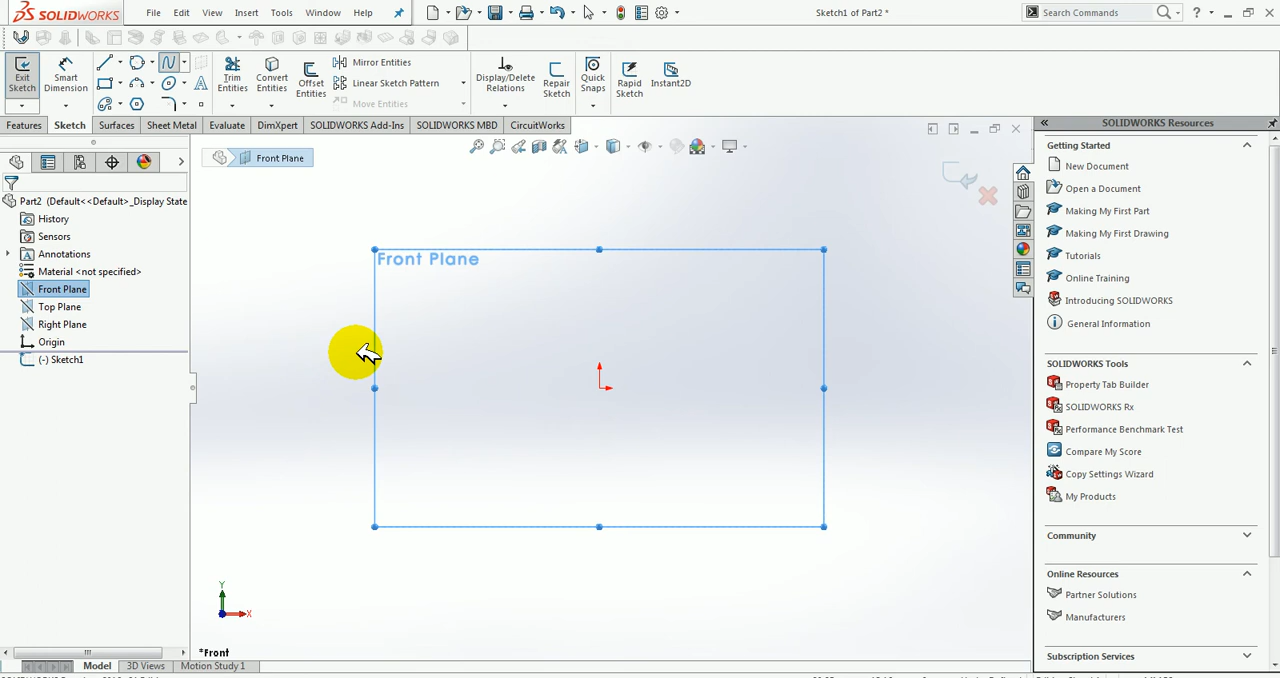 SOLIDWORKS File Edit View Insert Tools Window Help Sketch1 of Part2 * Search Commands ?
Exit Sketch
Smart Dimension
Trim Entities
Convert Entities
Offset Entities
Mirror Entities
Linear Sketch Pattern
Move Entities
Display/Delete Relations
Repair Sketch
Quick Snaps
Rapid Sketch
Instant2D
Features Sketch Surfaces Sheet Metal Evaluate DimXpert SOLIDWORKS Add-Ins SOLIDWORKS MBD CircuitWorks
Part2 (Default<<Default>_Display State
History
Sensors
Annotations
Material <not specified>
Front Plane
Top Plane
Right Plane
Origin
(-) Sketch1
Front Plane
Front Plane
Y
X
*Front
Model 3D Views Motion Study 1
SOLIDWORKS Resources
Getting Started
New Document
Open a Document
Making My First Part
Making My First Drawing
Tutorials
Online Training
Introducing SOLIDWORKS
General Information
SOLIDWORKS Tools
Property Tab Builder
SOLIDWORKS Rx
Performance Benchmark Test
Compare My Score
Copy Settings Wizard
My Products
Community
Online Resources
Partner Solutions
Manufacturers
Subscription Services